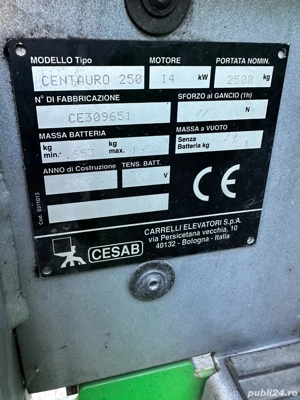 MODELLO Tipo MOTORE PORTATA NOMIN.
CENTAURO 250 14 kW 2500 kg
N° DI FABBRICAZIONE SFORZO al GANCIO (1h)
CE309651 // N
MASSA BATTERIA MASSA a VUOTO
kg min. kg max. Senza Batteria kg
ANNO di Costruzione TENS. BATT.
V
CARRELLI ELEVATORI S.p.A.
via Persicetana vecchia, 10
40132 - Bologna - Italia
CESAB
Cod. 0311013
publi24.ro